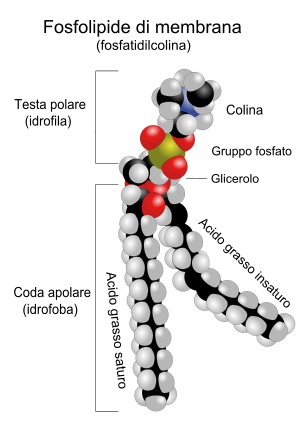 Fosfolipide di membrana
(fosfatidilcolina)
Testa polare
(idrofila)
Colina
Gruppo fosfato
Glicerolo
Coda apolare
(idrofoba)
Acido grasso saturo
Acido grasso insaturo